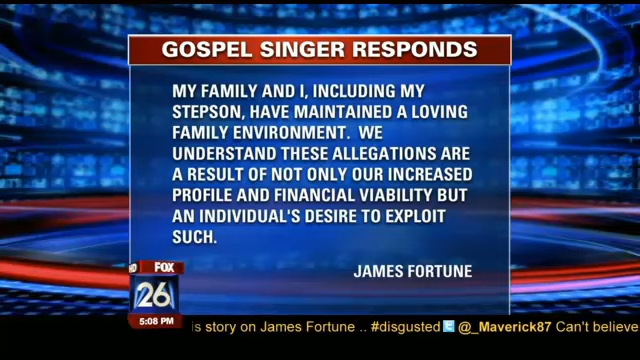 GOSPEL SINGER RESPONDS
MY FAMILY AND I, INCLUDING MY
STEPSON, HAVE MAINTAINED A LOVING
FAMILY ENVIRONMENT. WE
UNDERSTAND THESE ALLEGATIONS ARE
A RESULT OF NOT ONLY OUR INCREASED
PROFILE AND FINANCIAL VIABILITY BUT
AN INDIVIDUAL'S DESIRE TO EXPLOIT
SUCH.
JAMES FORTUNE
HD FOX
26
5:08 PM
is story on James Fortune .. #disgusted @_Maverick87 Can't believe